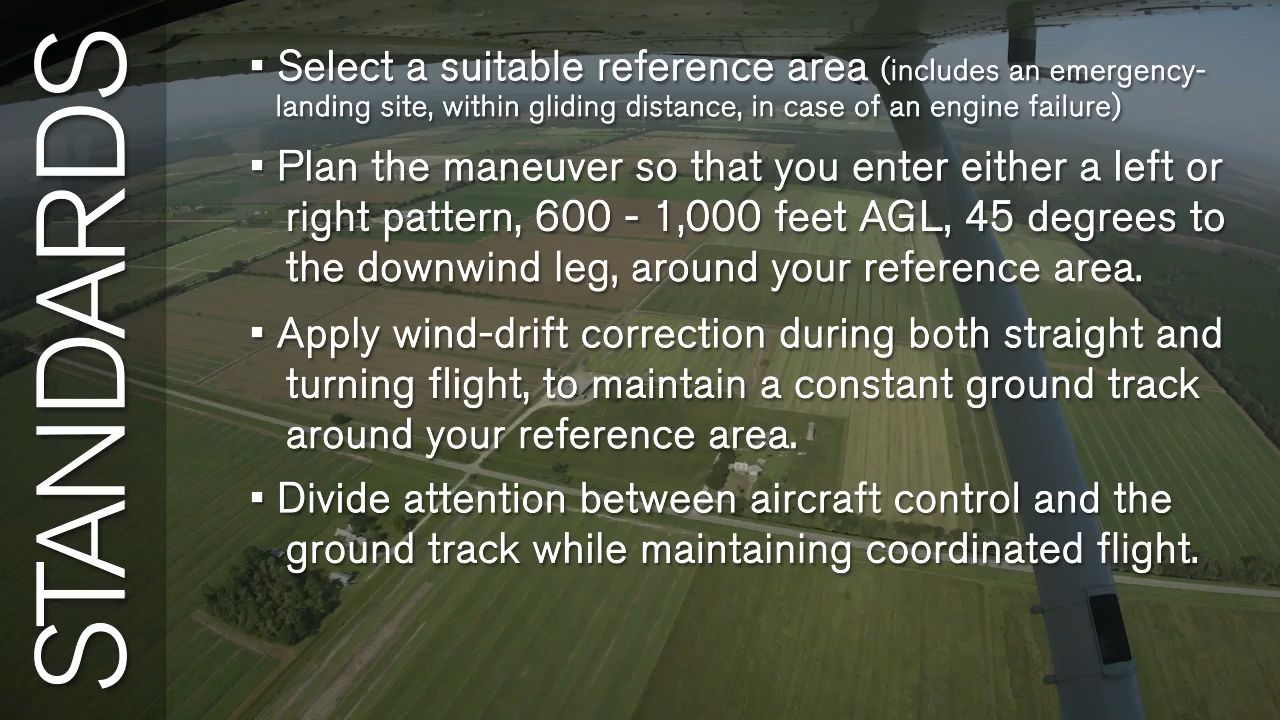 STANDARDS
▪ Select a suitable reference area (includes an emergency-
landing site, within gliding distance, in case of an engine failure)
▪ Plan the maneuver so that you enter either a left or
right pattern, 600 - 1,000 feet AGL, 45 degrees to
the downwind leg, around your reference area.
▪ Apply wind-drift correction during both straight and
turning flight, to maintain a constant ground track
around your reference area.
▪ Divide attention between aircraft control and the
ground track while maintaining coordinated flight.